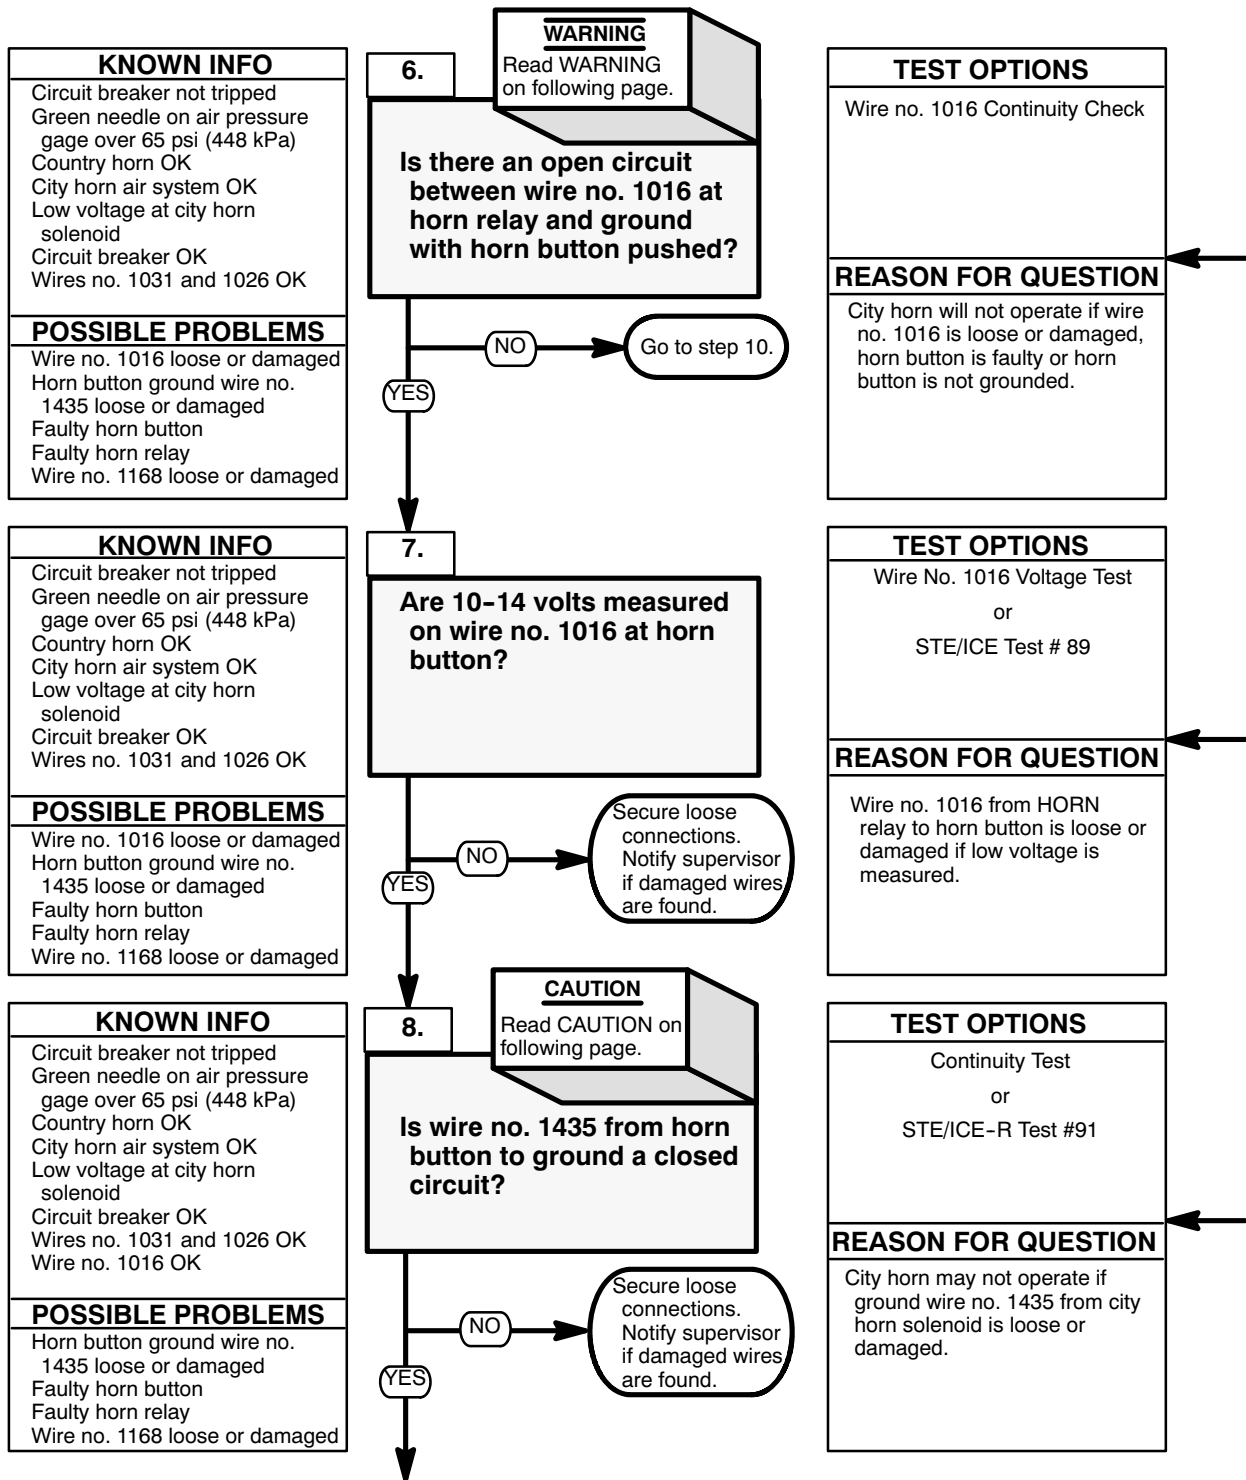 KNOWN INFO
Circuit breaker not tripped
Green needle on air pressure
gage over 65 psi (448 kPa)
Country horn OK
City horn air system OK
Low voltage at city horn
solenoid
Circuit breaker OK
Wires no. 1031 and 1026 OK
POSSIBLE PROBLEMS
Wire no. 1016 loose or damaged
Horn button ground wire no.
1435 loose or damaged
Faulty horn button
Faulty horn relay
Wire no. 1168 loose or damaged
6.
WARNING
Read WARNING
on following page.
Is there an open circuit
between wire no. 1016 at
horn relay and ground
with horn button pushed?
NO
Go to step 10.
YES
TEST OPTIONS
Wire no. 1016 Continuity Check
REASON FOR QUESTION
City horn will not operate if wire
no. 1016 is loose or damaged,
horn button is faulty or horn
button is not grounded.
KNOWN INFO
Circuit breaker not tripped
Green needle on air pressure
gage over 65 psi (448 kPa)
Country horn OK
City horn air system OK
Low voltage at city horn
solenoid
Circuit breaker OK
Wires no. 1031 and 1026 OK
POSSIBLE PROBLEMS
Wire no. 1016 loose or damaged
Horn button ground wire no.
1435 loose or damaged
Faulty horn button
Faulty horn relay
Wire no. 1168 loose or damaged
7.
Are 10-14 volts measured
on wire no. 1016 at horn
button?
NO
Secure loose
connections.
Notify supervisor
if damaged wires
are found.
YES
TEST OPTIONS
Wire No. 1016 Voltage Test
or
STE/ICE Test # 89
REASON FOR QUESTION
Wire no. 1016 from HORN
relay to horn button is loose or
damaged if low voltage is
measured.
KNOWN INFO
Circuit breaker not tripped
Green needle on air pressure
gage over 65 psi (448 kPa)
Country horn OK
City horn air system OK
Low voltage at city horn
solenoid
Circuit breaker OK
Wires no. 1031 and 1026 OK
Wire no. 1016 OK
POSSIBLE PROBLEMS
Horn button ground wire no.
1435 loose or damaged
Faulty horn button
Faulty horn relay
Wire no. 1168 loose or damaged
8.
CAUTION
Read CAUTION on
following page.
Is wire no. 1435 from horn
button to ground a closed
circuit?
NO
Secure loose
connections.
Notify supervisor
if damaged wires
are found.
YES
TEST OPTIONS
Continuity Test
or
STE/ICE-R Test #91
REASON FOR QUESTION
City horn may not operate if
ground wire no. 1435 from city
horn solenoid is loose or
damaged.